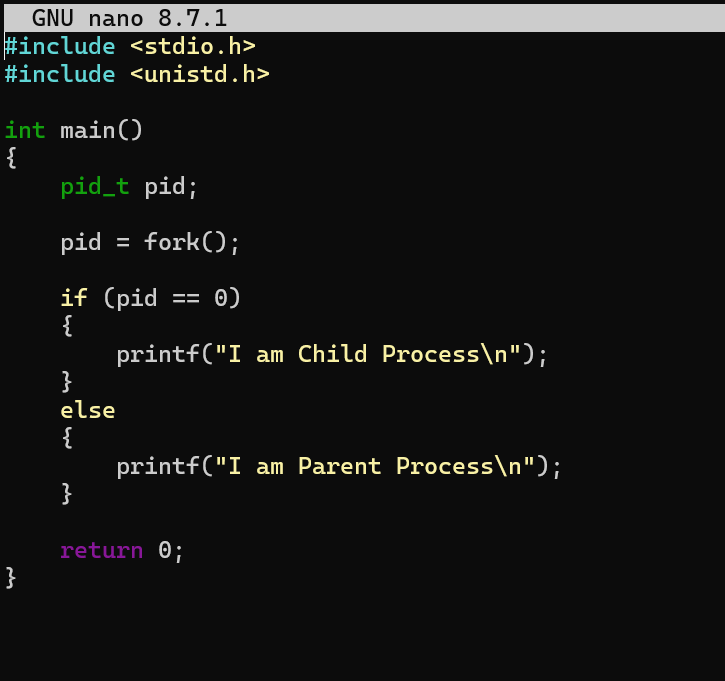 GNU nano 8.7.1
#include <stdio.h>
#include <unistd.h>
int main()
{
    pid_t pid;
    pid = fork();
    if (pid == 0)
    {
        printf("I am Child Process\n");
    }
    else
    {
        printf("I am Parent Process\n");
    }
    return 0;
}